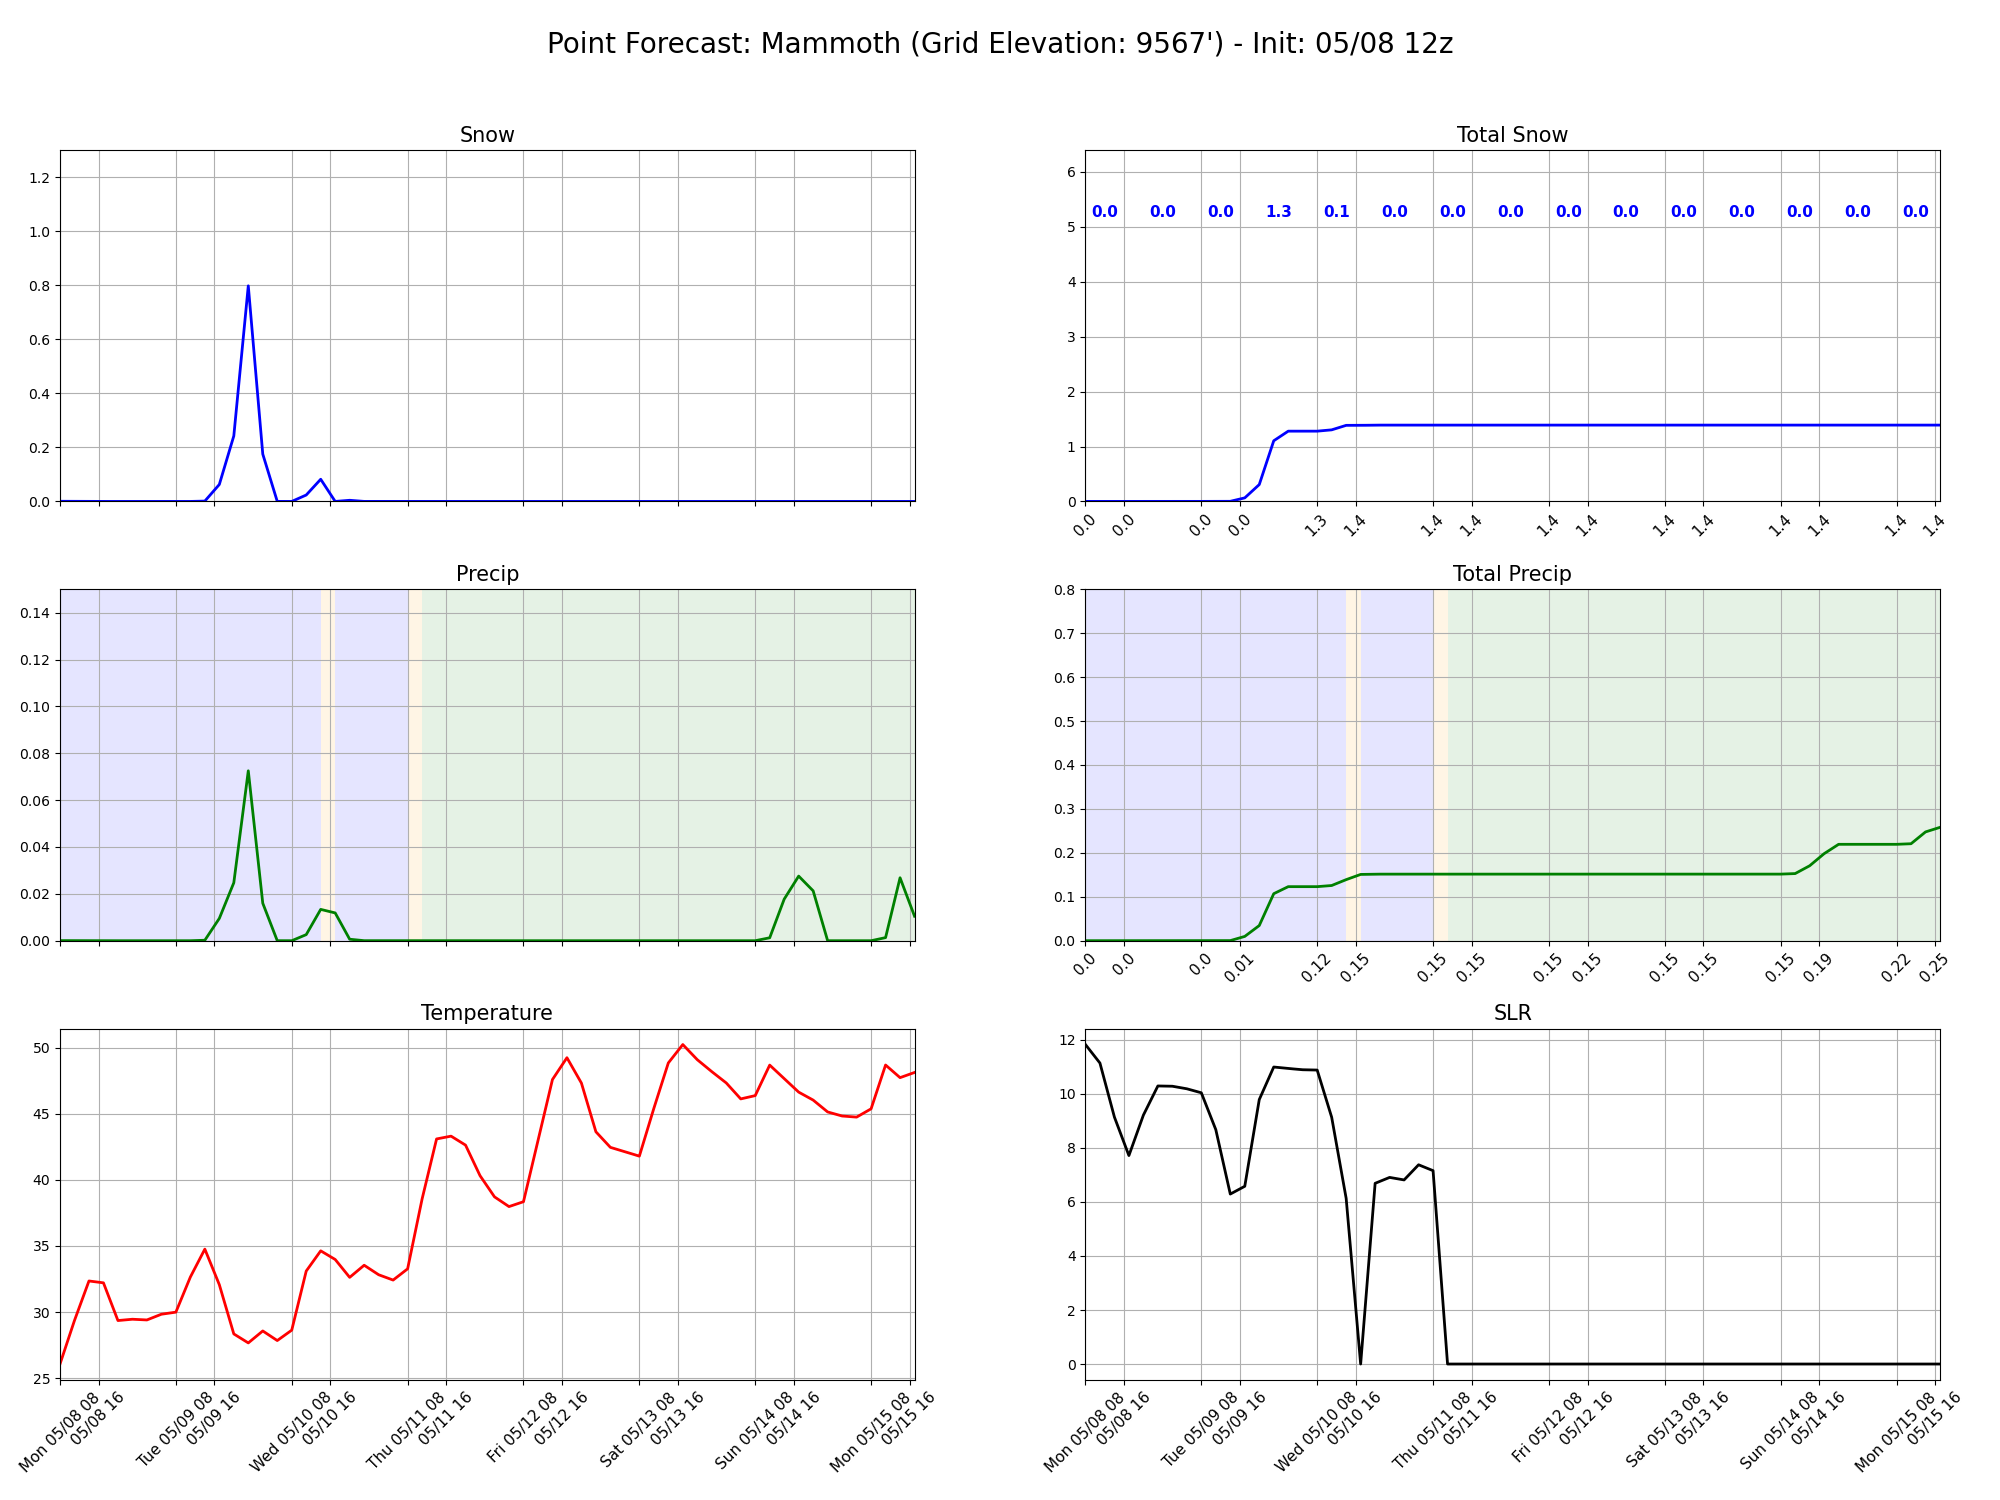 Point Forecast: Mammoth (Grid Elevation: 9567') - Init: 05/08 12z
Snow
1.2
1.0
0.8
0.6
0.4
0.2
0.0
Total Snow
6
5
4
3
2
1
0
0.0 0.0 0.0 1.3 0.1 0.0 0.0 0.0 0.0 0.0 0.0 0.0 0.0 0.0 0.0
0.0 0.0 0.0 0.0 1.3 1.4 1.4 1.4 1.4 1.4 1.4 1.4 1.4 1.4 1.4 1.4
Precip
0.14
0.12
0.10
0.08
0.06
0.04
0.02
0.00
Total Precip
0.8
0.7
0.6
0.5
0.4
0.3
0.2
0.1
0.0
0.0 0.0 0.0 0.01 0.12 0.15 0.15 0.15 0.15 0.15 0.15 0.15 0.15 0.19 0.22 0.25
Temperature
50
45
40
35
30
25
Mon 05/08 08
05/08 16
Tue 05/09 08
05/09 16
Wed 05/10 08
05/10 16
Thu 05/11 08
05/11 16
Fri 05/12 08
05/12 16
Sat 05/13 08
05/13 16
Sun 05/14 08
05/14 16
Mon 05/15 08
05/15 16
SLR
12
10
8
6
4
2
0
Mon 05/08 08
05/08 16
Tue 05/09 08
05/09 16
Wed 05/10 08
05/10 16
Thu 05/11 08
05/11 16
Fri 05/12 08
05/12 16
Sat 05/13 08
05/13 16
Sun 05/14 08
05/14 16
Mon 05/15 08
05/15 16